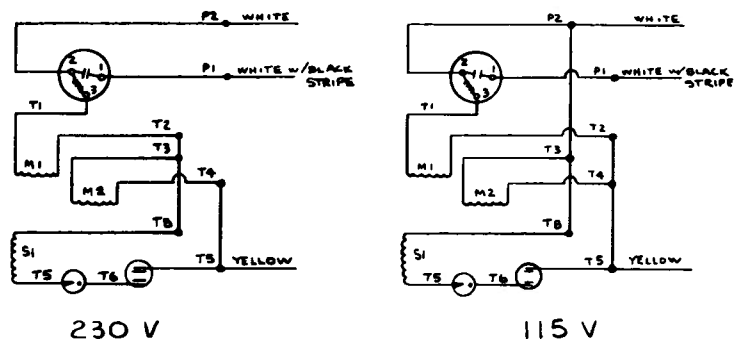 P2 WHITE
2 1
3
P1 WHITE W/BLACK
STRIPE
T1
T2
M1
T3
T4
M2
T8
S1
T5 T6
T5 YELLOW
230 V
P2 WHITE
2 1
3
P1 WHITE W/BLACK
STRIPE
T1
T2
M1
T3
T4
M2
T8
S1
T5 T6
T5 YELLOW
115 V